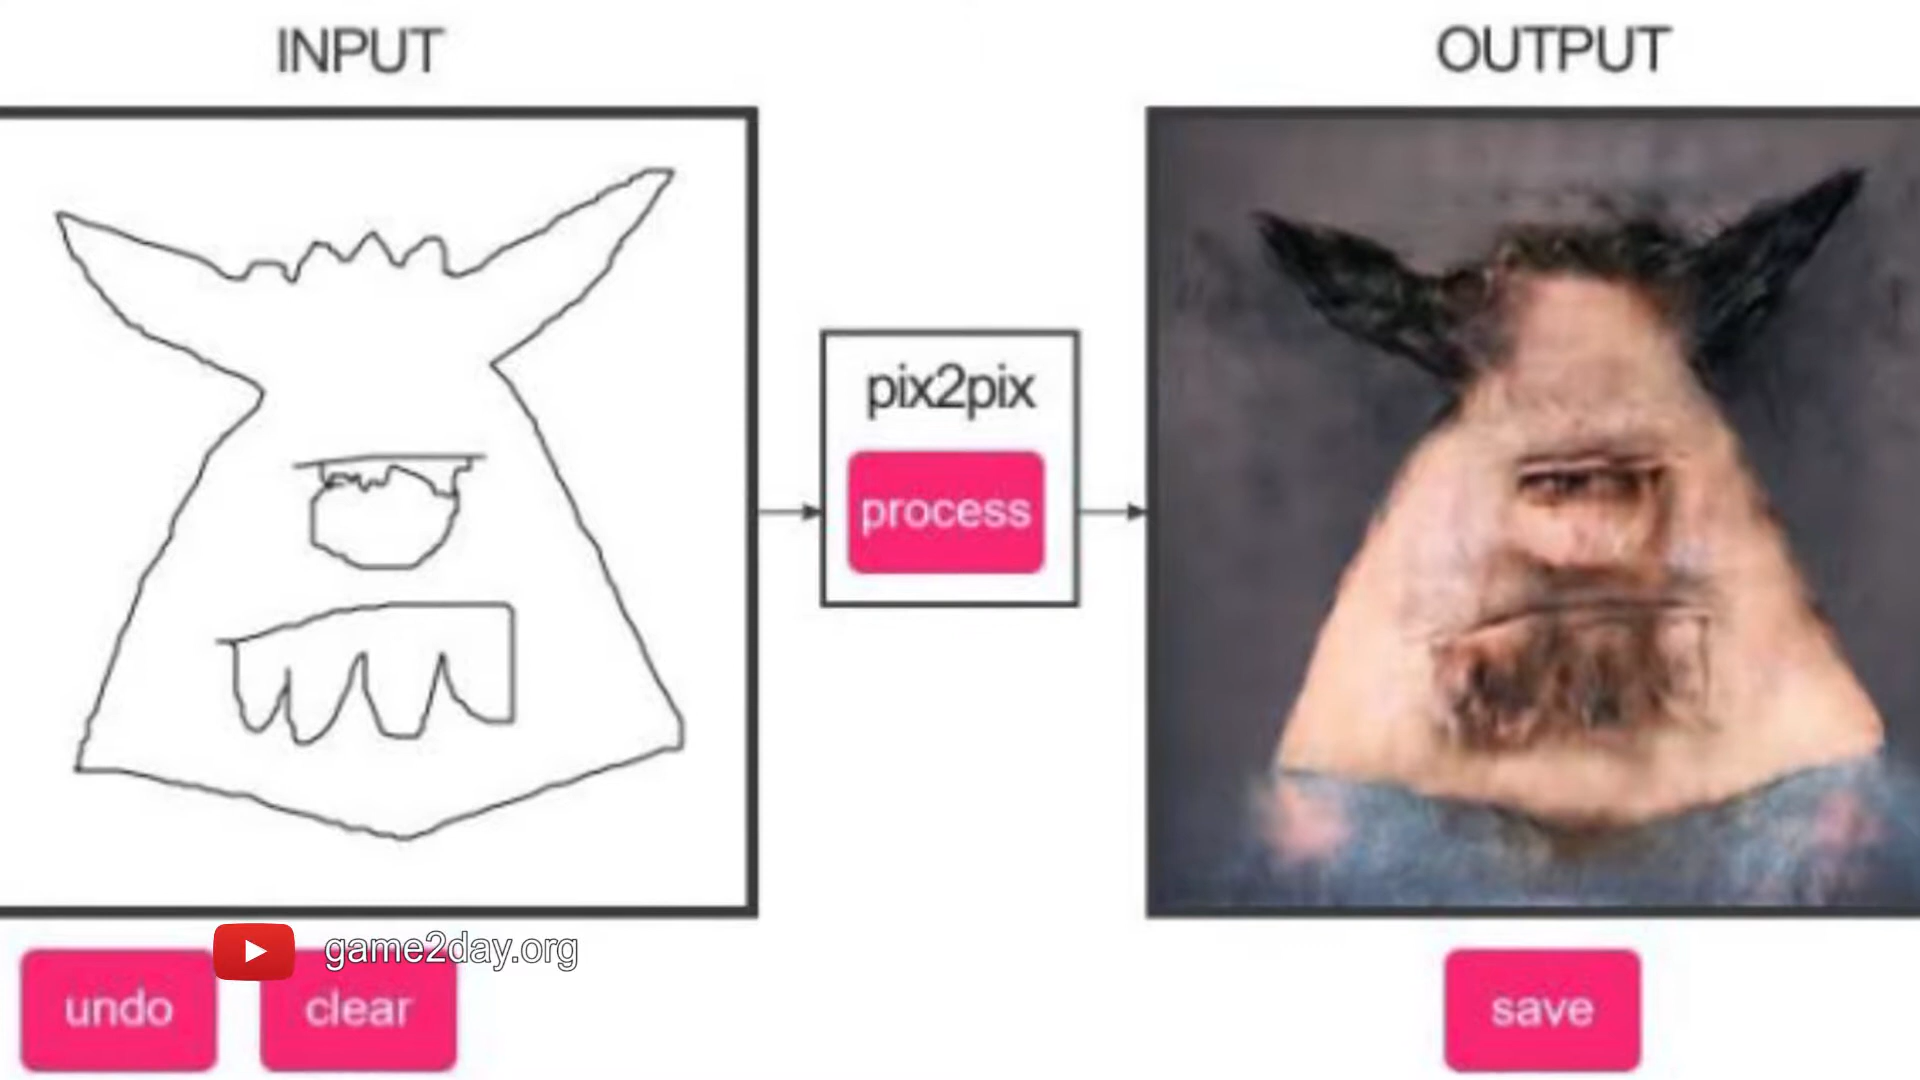 INPUT
OUTPUT
pix2pix
process
game2day.org
undo
clear
save